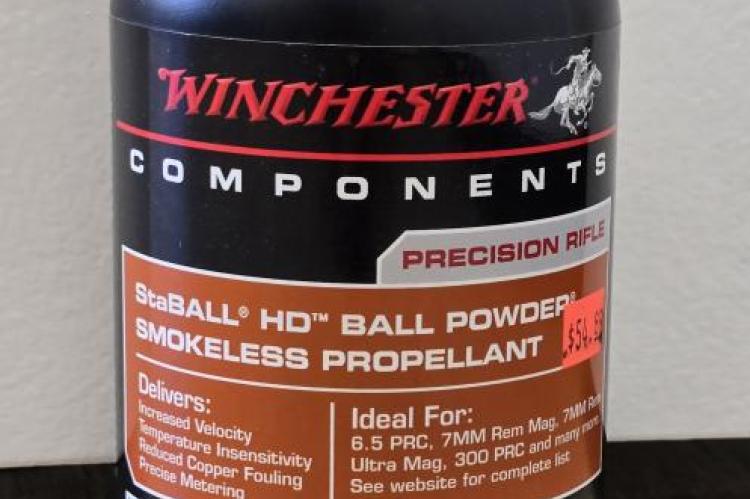 WINCHESTER
COMPONENTS
PRECISION RIFLE
StaBALL® HD™ BALL POWDER®
SMOKELESS PROPELLANT
Delivers:
Increased Velocity
Temperature Insensitivity
Reduced Copper Fouling
Precise Metering
Ideal For:
6.5 PRC, 7MM Rem Mag, 7MM
Ultra Mag, 300 PRC and many more
See website for complete list